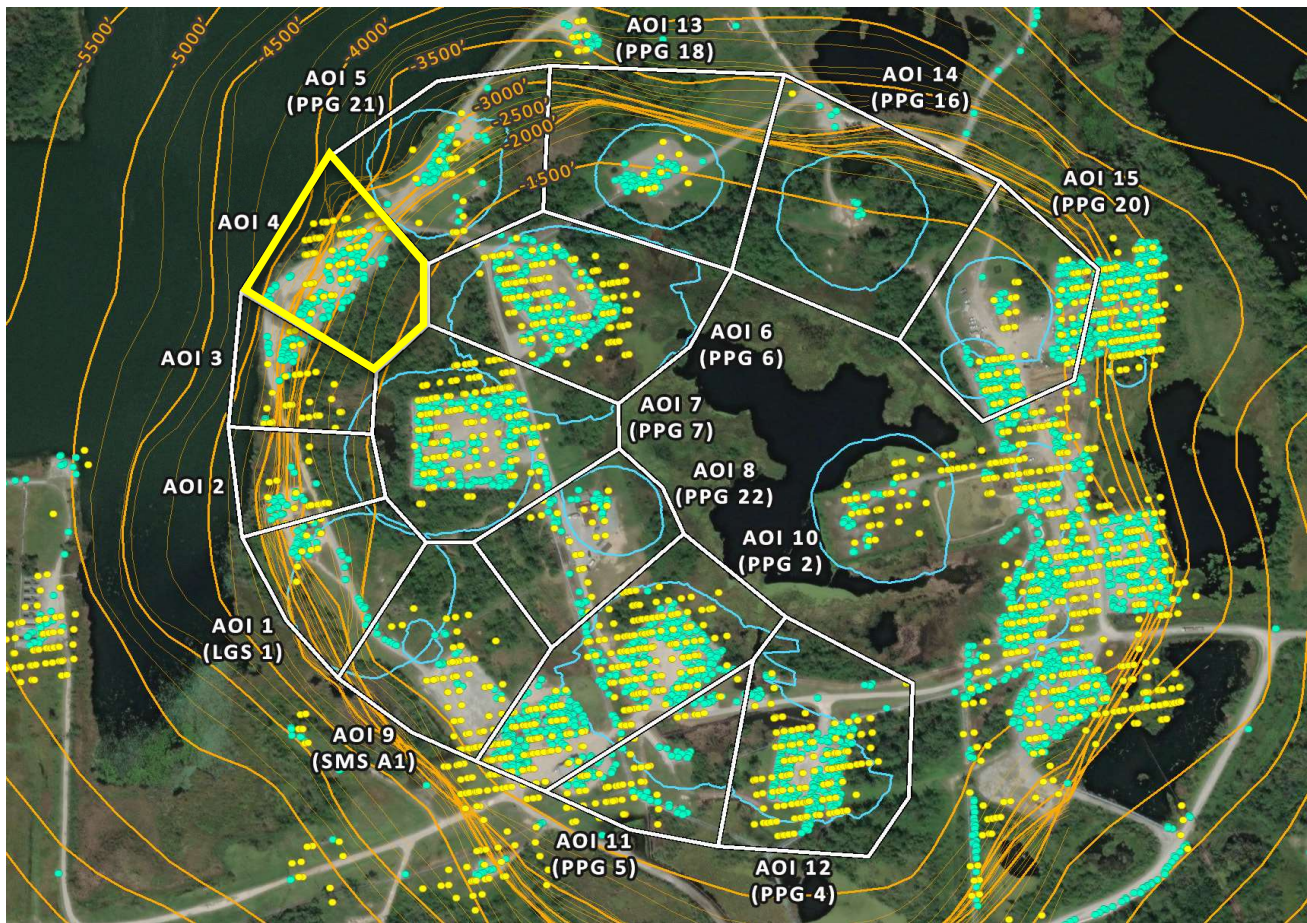 -5500'
-5000'
-4500'
-4000'
-3500'
-3000'
-2500'
-2000'
-1500'
AOI 13
(PPG 18)
AOI 5
(PPG 21)
AOI 14
(PPG 16)
AOI 15
(PPG 20)
AOI 4
AOI 3
AOI 6
(PPG 6)
AOI 7
(PPG 7)
AOI 2
AOI 8
(PPG 22)
AOI 10
(PPG 2)
AOI 1
(LGS 1)
AOI 9
(SMS A1)
AOI 11
(PPG 5)
AOI 12
(PPG 4)